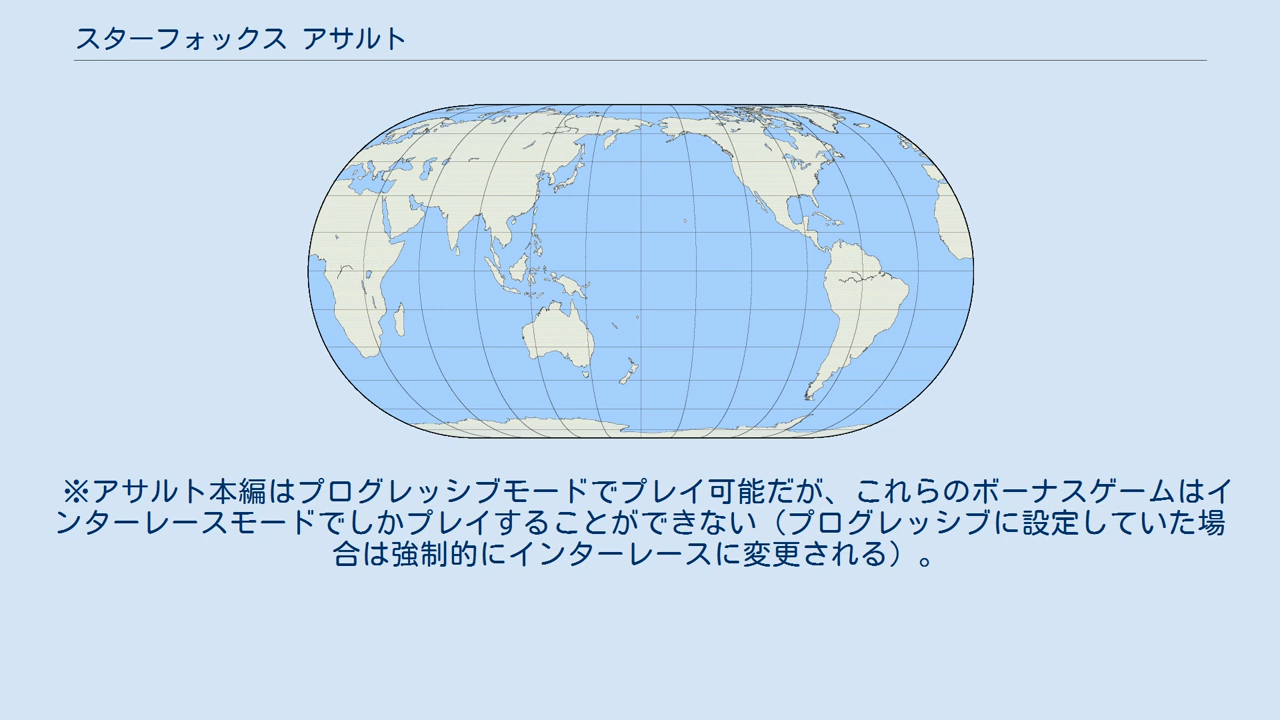 スターフォックス アサルト
※アサルト本編はプログレッシブモードでプレイ可能だが、これらのボーナスゲームはイ
ンターレースモードでしかプレイすることができない（プログレッシブに設定していた場
合は強制的にインターレースに変更される）。